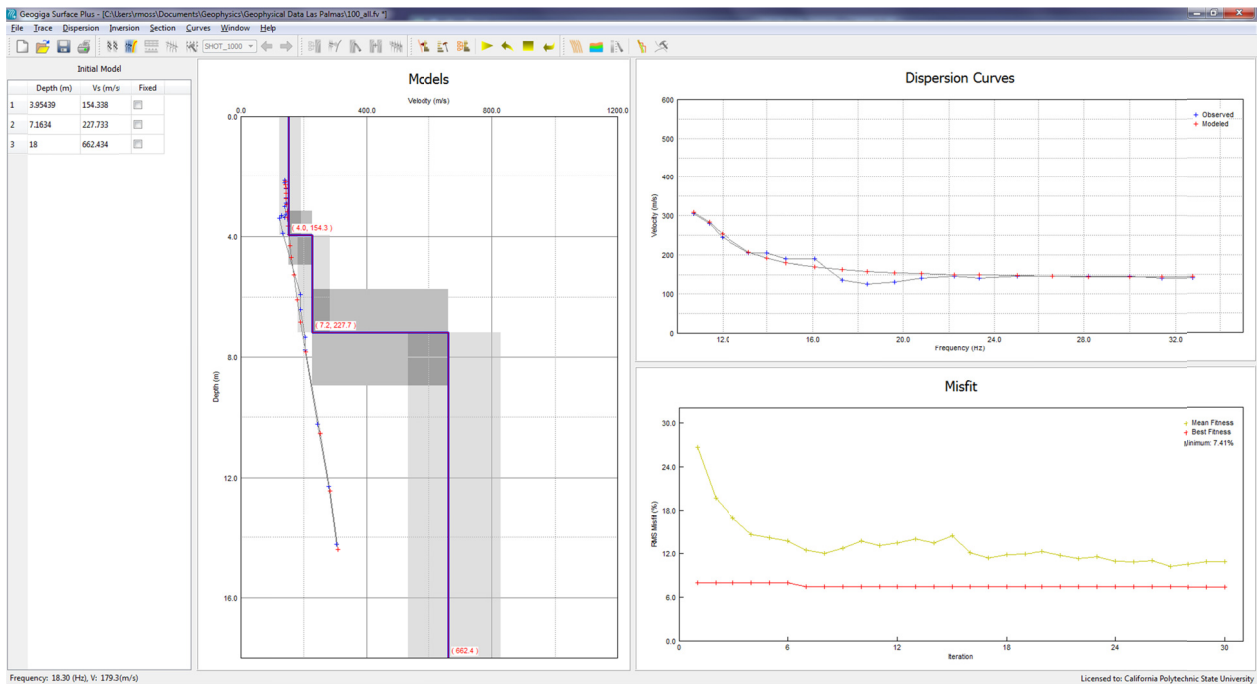 Geogiga Surface Plus - [C:\Users\rmoss\Documents\Geophysics\Geophysical Data Las Palmas\100_all.fv *]
File Trace Dispersion Inversion Section Curves Window Help
SHOT_1000
Initial Model
Depth (m) Vs (m/s Fixed
1 3.95439 154.338
2 7.1634 227.733
3 18 662.434
Models
Velocity (m/s)
0.0 400.0 800.0 1200.0
0.0
4.0
8.0
12.0
16.0
Depth (m)
( 4.0, 154.3 )
( 7.2, 227.7 )
( 662.4 )
Dispersion Curves
Observed
Modeled
600
500
400
300
200
100
0
Velocity (m/s)
12.0 16.0 20.0 24.0 28.0 32.0
Frequency (Hz)
Misfit
Mean Fitness
Best Fitness
Minimum: 7.41%
30.0
24.0
18.0
12.0
6.0
0.0
RMS Misfit (%)
0 6 12 18 24 30
Iteration
Frequency: 18.30 (Hz), V: 179.3(m/s)
Licensed to: California Polytechnic State University